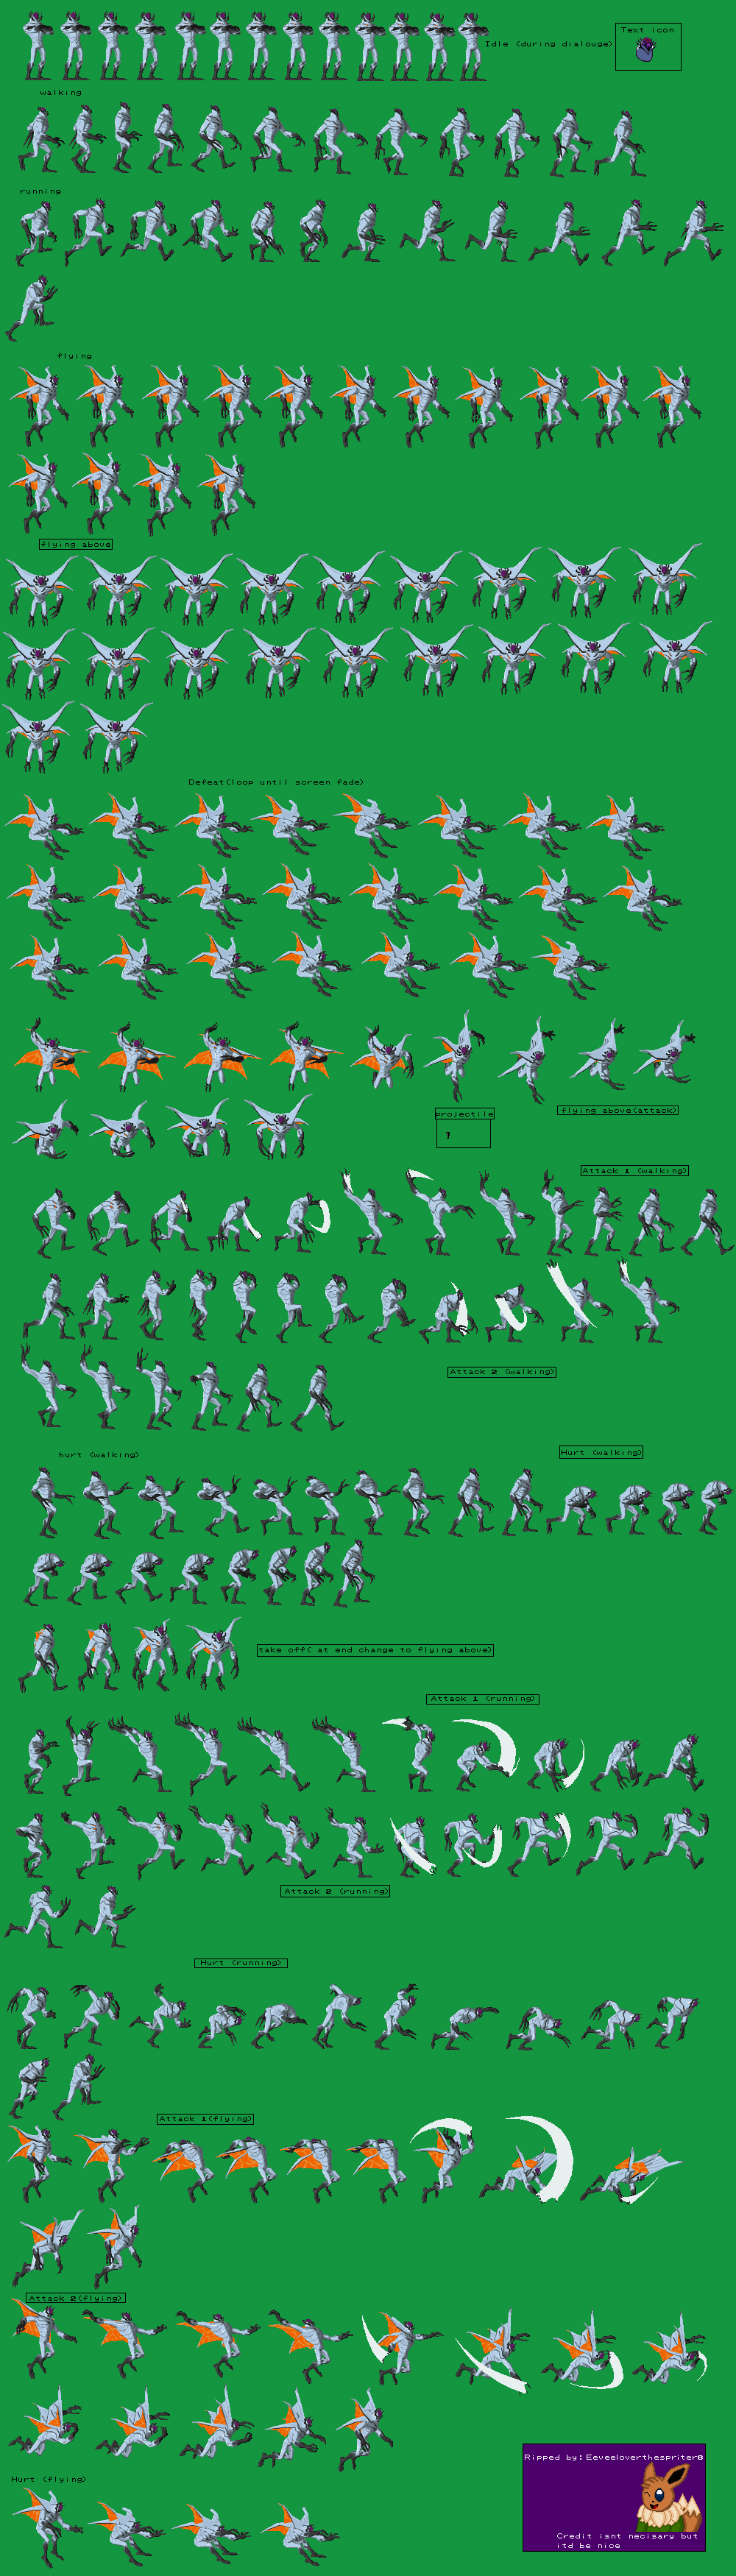 Text icon
Idle (during dialouge)
walking
running
flying
flying above
Defeat(loop until screen fade)
projectile
flying above(attack)
Attack 1 (walking)
Attack 2 (walking)
hurt (walking)
Hurt (walking)
take off( at end change to flying above)
Attack 1 (running)
Attack 2 (running)
Hurt (running)
Attack 1(flying)
Attack 2(flying)
Ripped by: Eeveeloverthespriter8
Hurt (flying)
Credit isnt necisary but
itd be nice